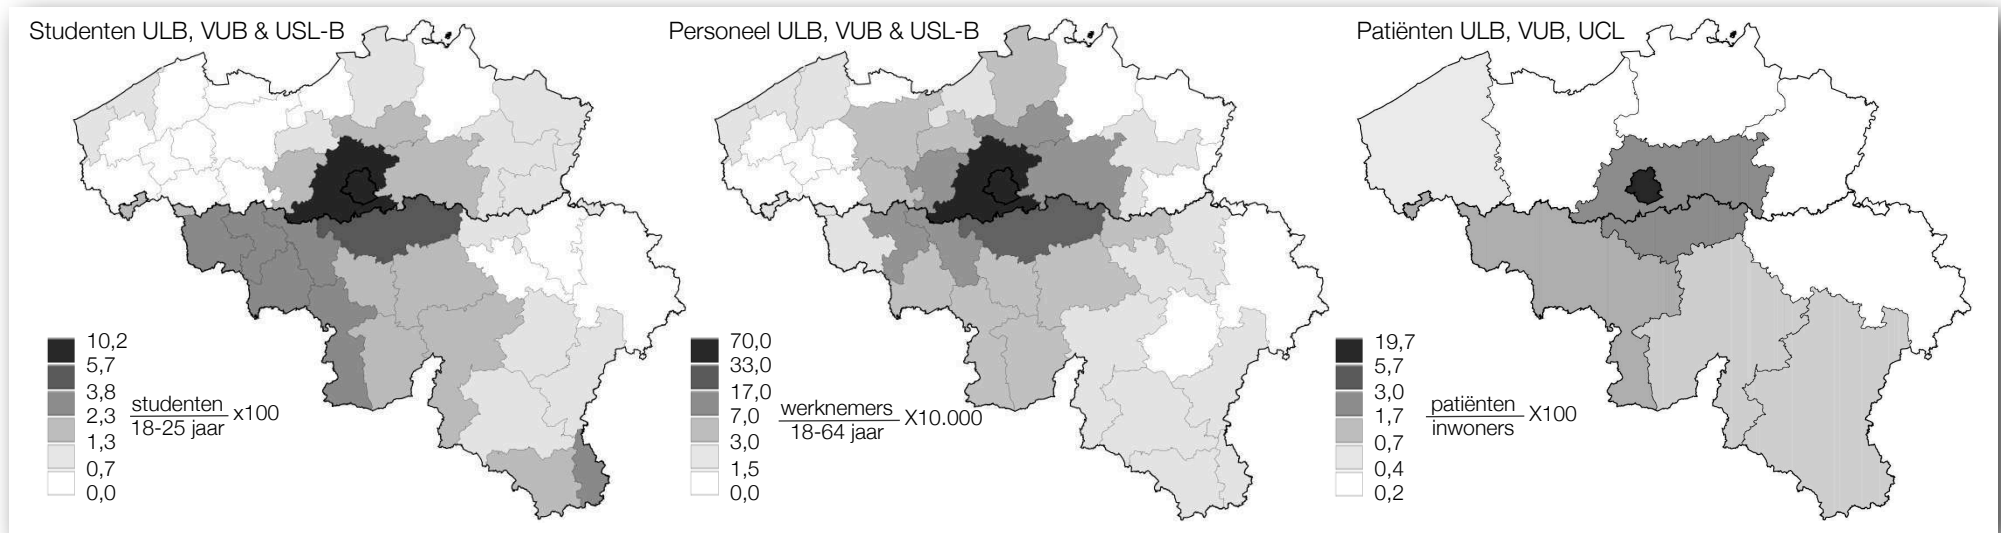 Studenten ULB, VUB & USL-B
10,2
5,7
3,8
2,3
1,3
0,7
0,0
studenten
18-25 jaar
x100
Personeel ULB, VUB & USL-B
70,0
33,0
17,0
7,0
3,0
1,5
0,0
werknemers
18-64 jaar
X10.000
Patiënten ULB, VUB, UCL
19,7
5,7
3,0
1,7
0,7
0,4
0,2
patiënten
inwoners
X100